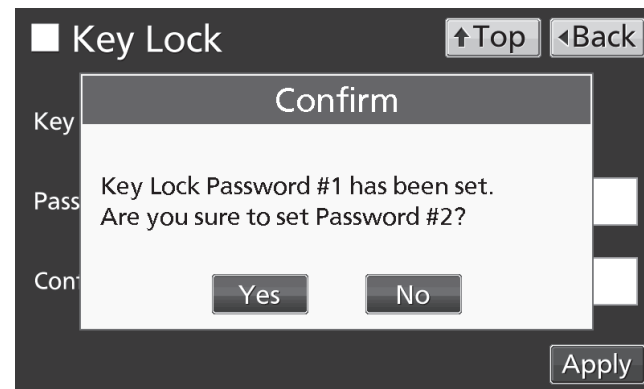 Key Lock
↑Top ◂Back
Confirm
Key
Key Lock Password #1 has been set.
Pass
Are you sure to set Password #2?
Yes No
Apply